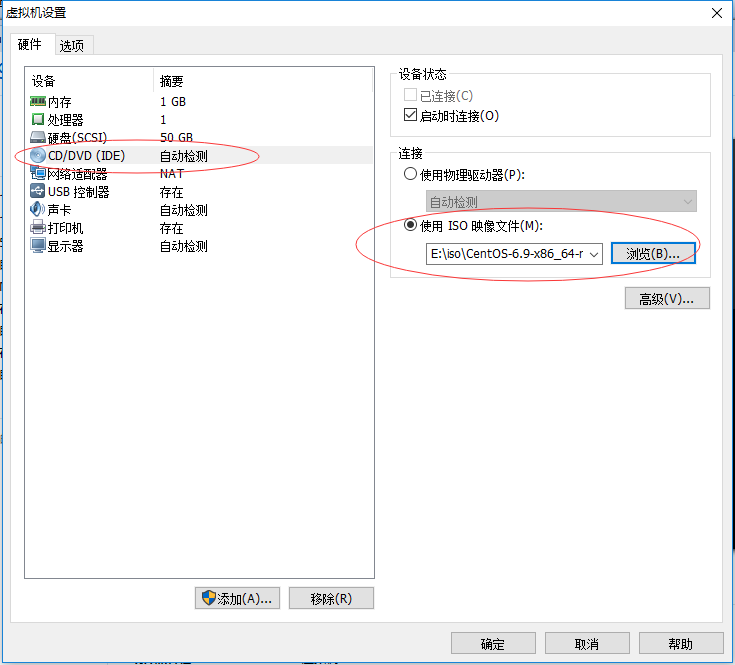 虚拟机设置
硬件 选项
设备 摘要
内存 1 GB
处理器 1
硬盘(SCSI) 50 GB
CD/DVD (IDE) 自动检测
网络适配器 NAT
USB 控制器 存在
声卡 自动检测
打印机 存在
显示器 自动检测
添加(A)... 移除(R)
设备状态
已连接(C)
启动时连接(O)
连接
使用物理驱动器(P):
自动检测
使用 ISO 映像文件(M):
E:\iso\CentOS-6.9-x86_64-r 浏览(B)...
高级(V)...
确定 取消 帮助